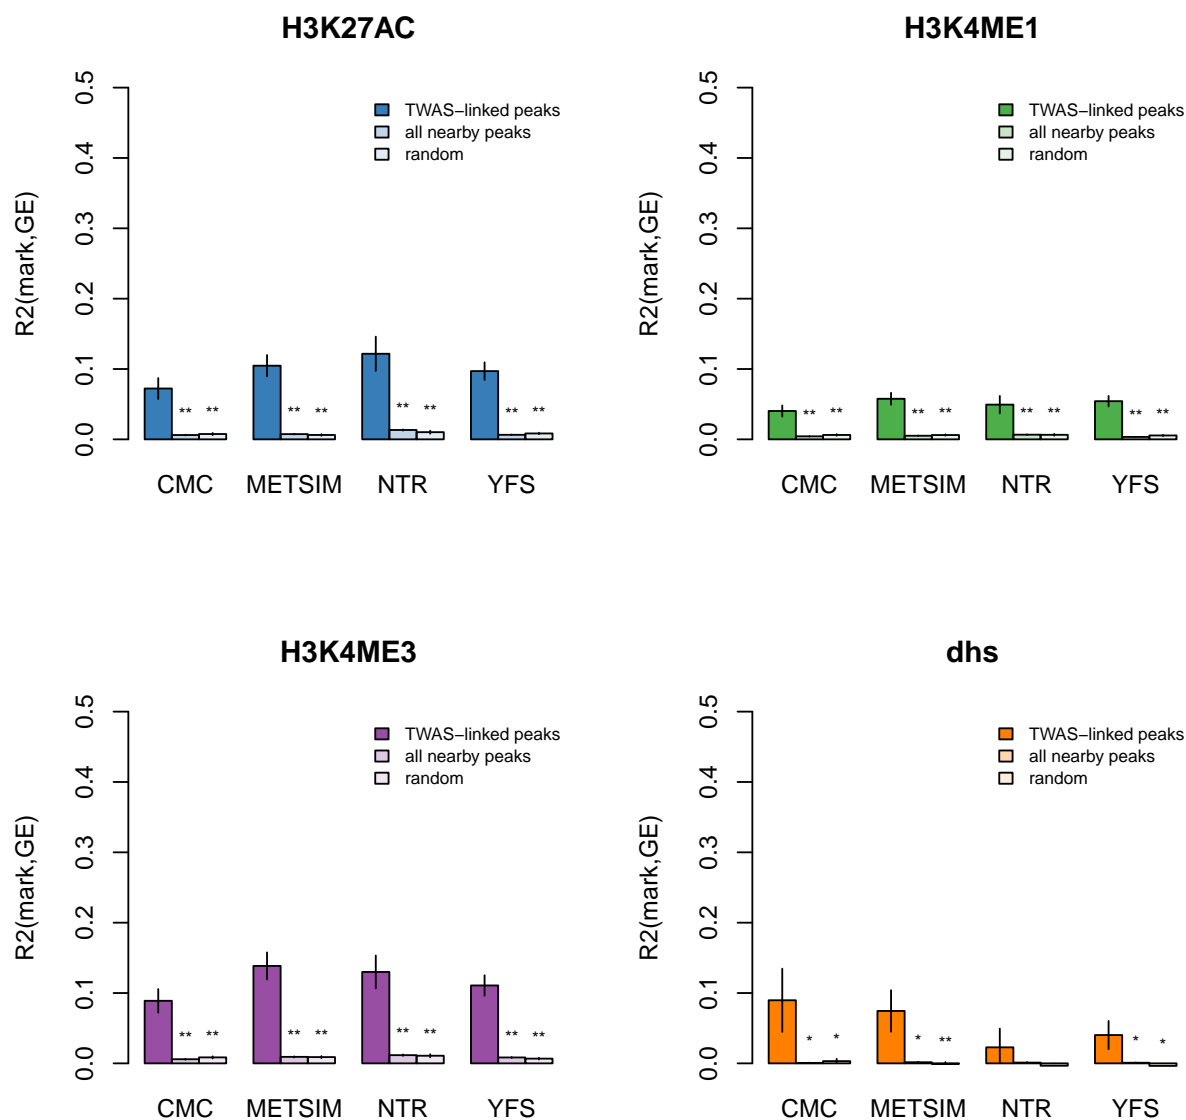 H3K27AC
R2(mark,GE)
0.5
0.4
0.3
0.2
0.1
0.0
TWAS−linked peaks
all nearby peaks
random
** ** ** ** ** ** ** **
CMC METSIM NTR YFS
H3K4ME1
R2(mark,GE)
0.5
0.4
0.3
0.2
0.1
0.0
TWAS−linked peaks
all nearby peaks
random
** ** ** ** ** ** ** **
CMC METSIM NTR YFS
H3K4ME3
R2(mark,GE)
0.5
0.4
0.3
0.2
0.1
0.0
TWAS−linked peaks
all nearby peaks
random
** ** ** ** ** ** ** **
CMC METSIM NTR YFS
dhs
R2(mark,GE)
0.5
0.4
0.3
0.2
0.1
0.0
TWAS−linked peaks
all nearby peaks
random
* * * ** * *
CMC METSIM NTR YFS